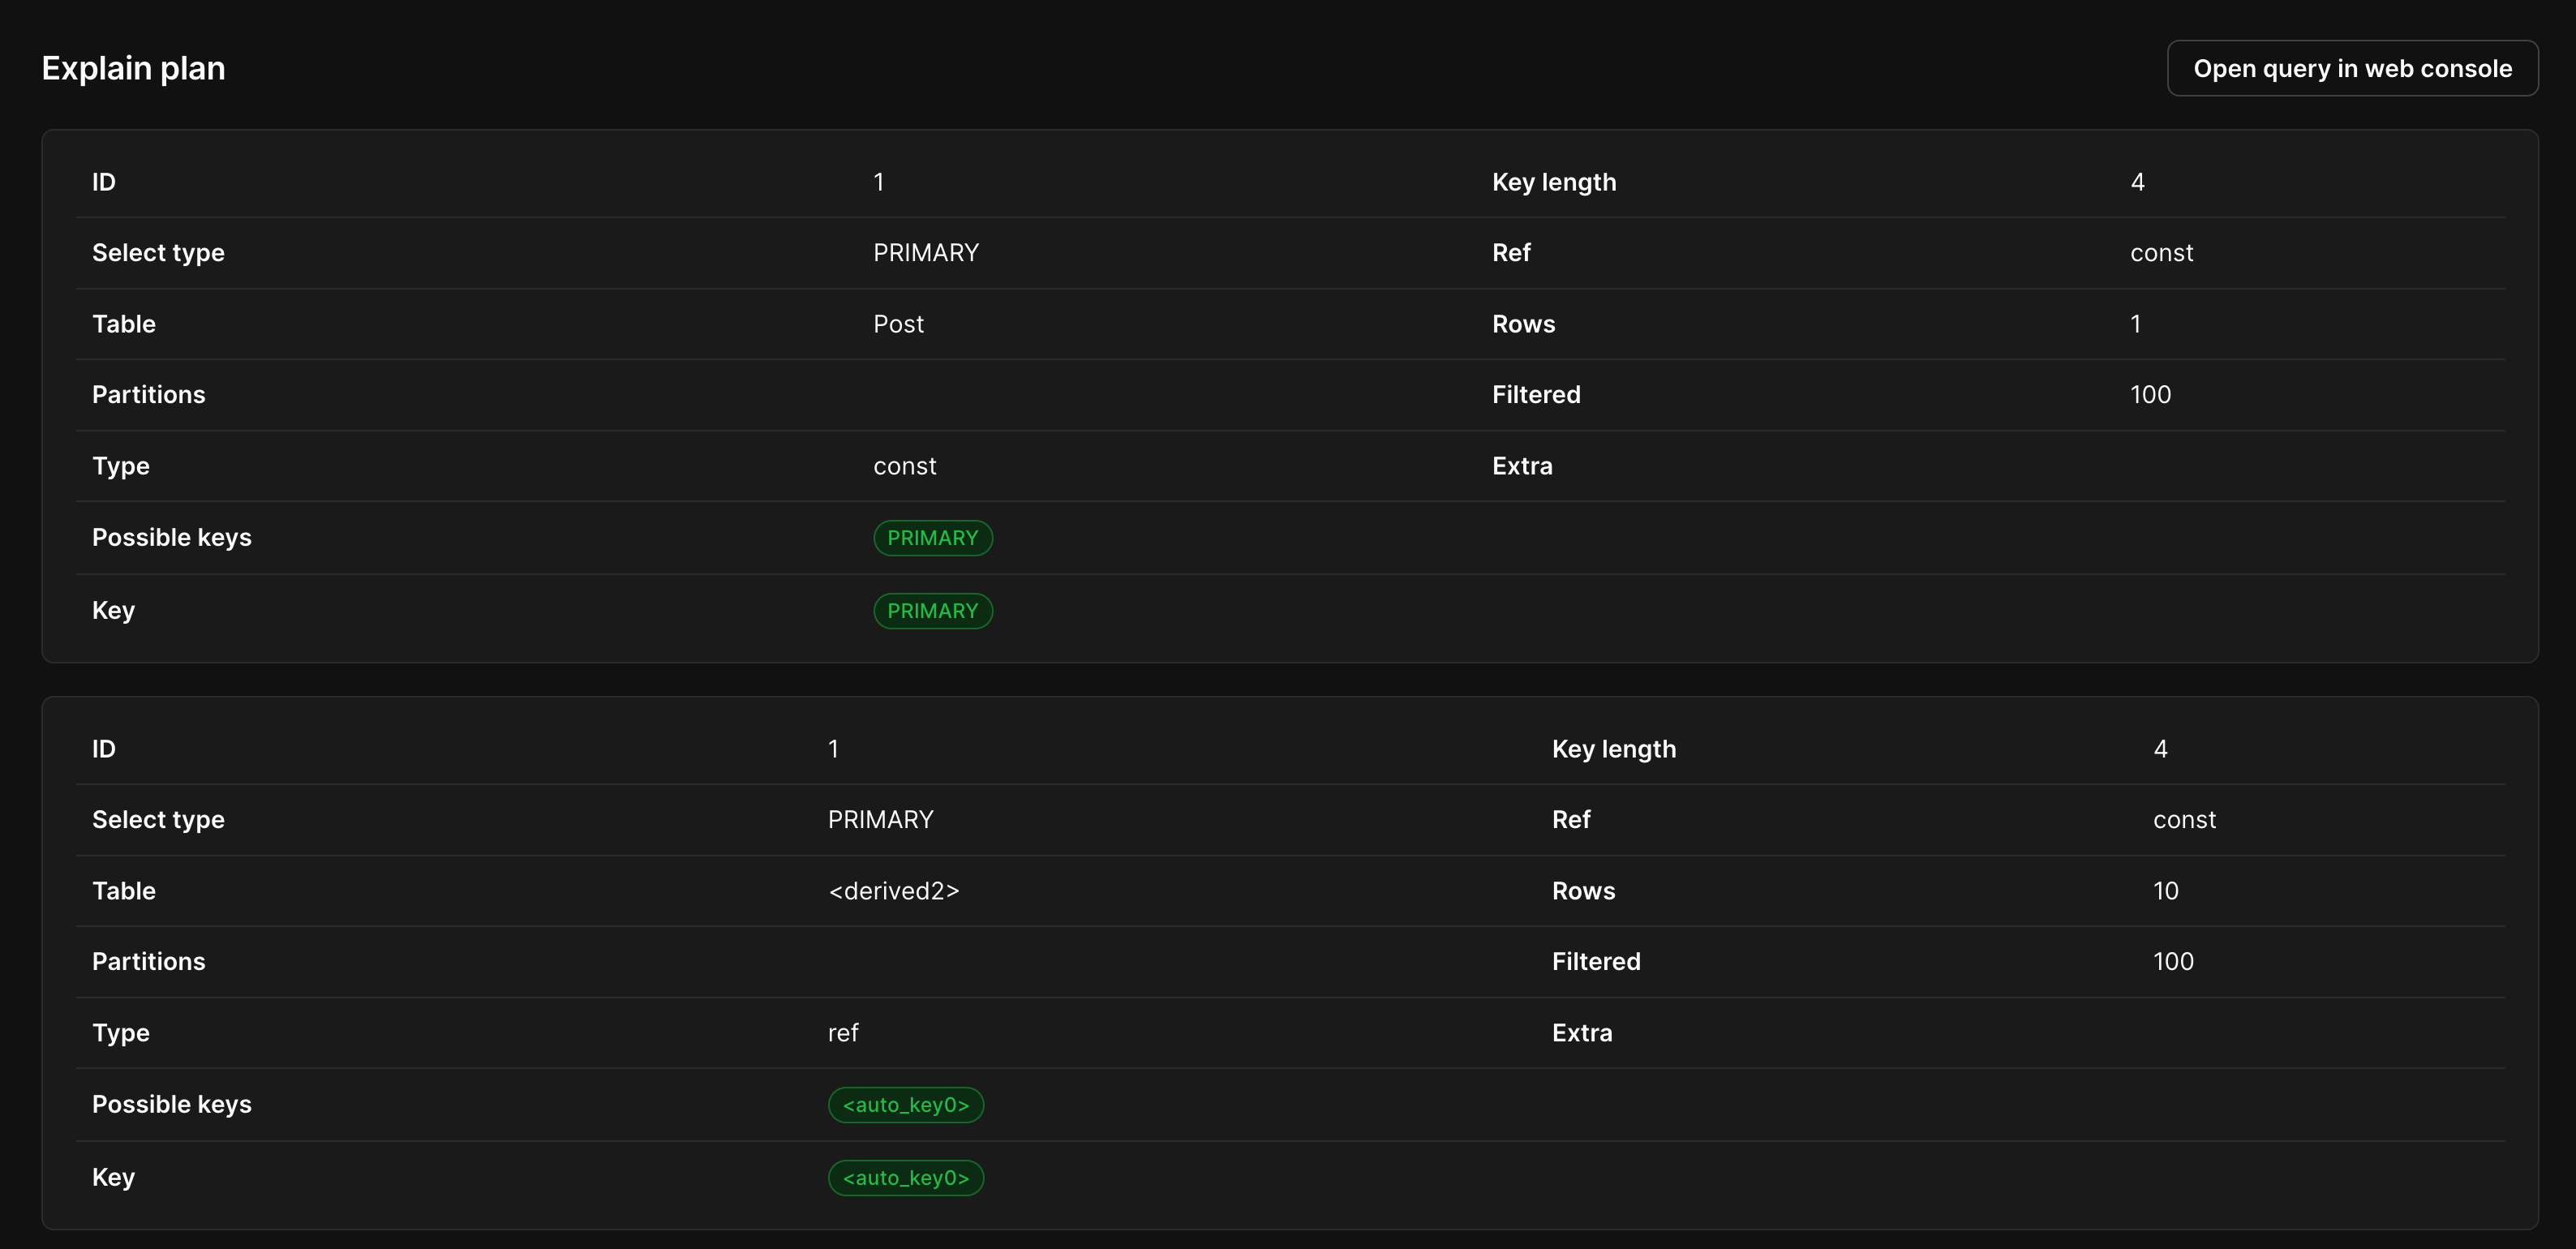 Explain plan
Open query in web console
ID 1 Key length 4
Select type PRIMARY Ref const
Table Post Rows 1
Partitions Filtered 100
Type const Extra
Possible keys PRIMARY
Key PRIMARY
ID 1 Key length 4
Select type PRIMARY Ref const
Table <derived2> Rows 10
Partitions Filtered 100
Type ref Extra
Possible keys <auto_key0>
Key <auto_key0>